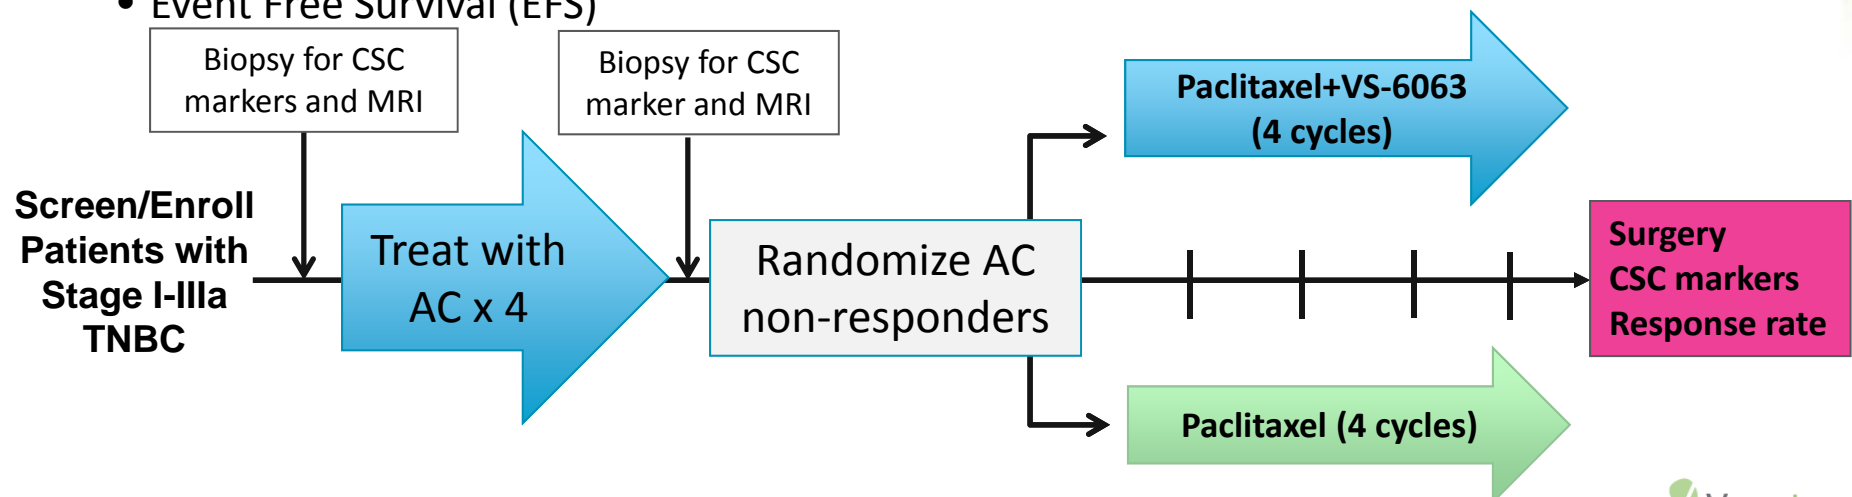 • Event Free Survival (EFS)
Biopsy for CSC
markers and MRI
Biopsy for CSC
marker and MRI
Paclitaxel+VS-6063
(4 cycles)
Screen/Enroll
Patients with
Stage I-IIIa
TNBC
Treat with
AC x 4
Randomize AC
non-responders
Surgery
CSC markers
Response rate
Paclitaxel (4 cycles)